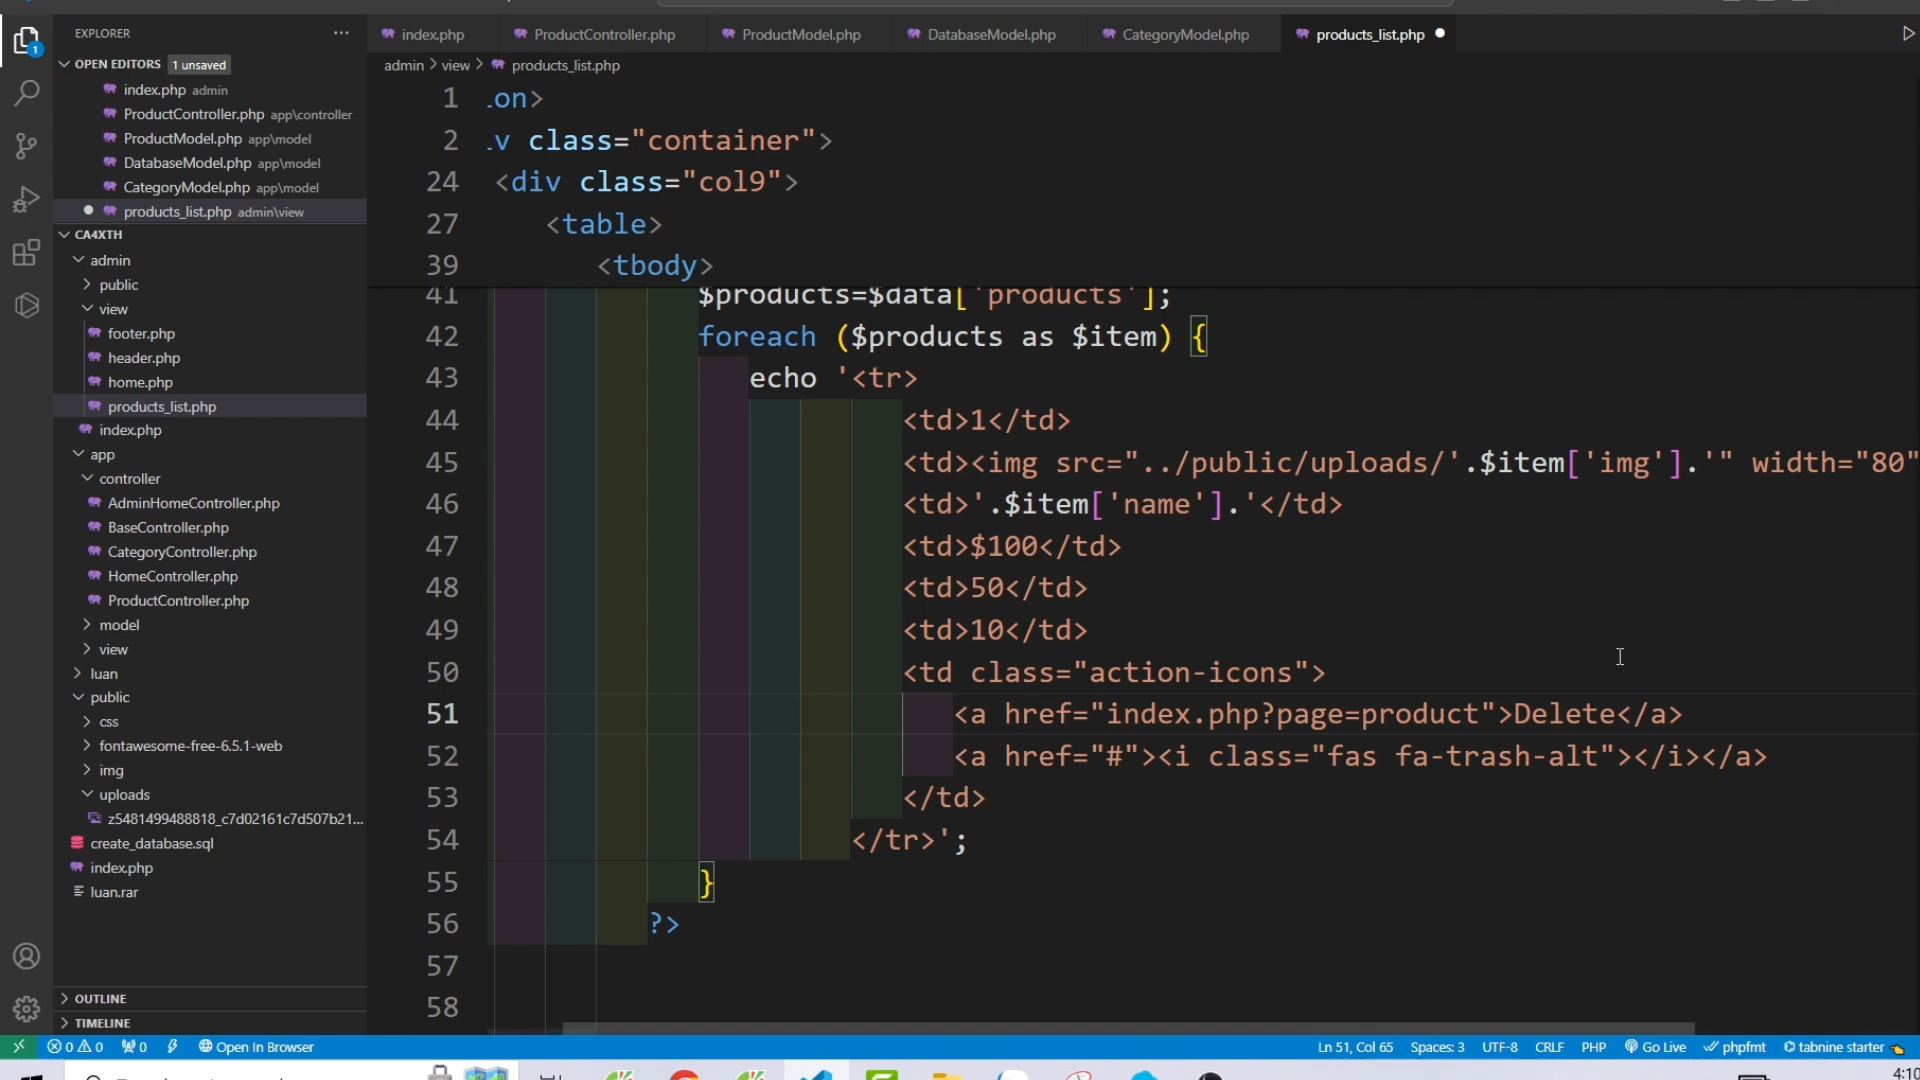 EXPLORER
index.php ProductController.php ProductModel.php DatabaseModel.php CategoryModel.php products_list.php
OPEN EDITORS 1 unsaved
index.php admin
ProductController.php app\controller
ProductModel.php app\model
DatabaseModel.php app\model
CategoryModel.php app\model
products_list.php admin\view
CA4XTH
admin
public
view
footer.php
header.php
home.php
products_list.php
index.php
app
controller
AdminHomeController.php
BaseController.php
CategoryController.php
HomeController.php
ProductController.php
model
view
luan
public
css
fontawesome-free-6.5.1-web
img
uploads
z5481499488818_c7d02161c7d507b21...
create_database.sql
index.php
luan.rar
OUTLINE
TIMELINE
admin > view > products_list.php
1 .on>
2 .v class="container">
24 <div class="col9">
27 <table>
39 <tbody>
41 $products=$data['products'];
42 foreach ($products as $item) {
43 echo '<tr>
44 <td>1</td>
45 <td><img src="../public/uploads/'.$item['img'].'" width="80"
46 <td>'.$item['name'].'</td>
47 <td>$100</td>
48 <td>50</td>
49 <td>10</td>
50 <td class="action-icons">
51 <a href="index.php?page=product">Delete</a>
52 <a href="#"><i class="fas fa-trash-alt"></i></a>
53 </td>
54 </tr>';
55 }
56 ?>
57
58
0 0 0 Open In Browser Ln 51, Col 65 Spaces: 3 UTF-8 CRLF PHP Go Live phpfmt tabnine starter
4:10